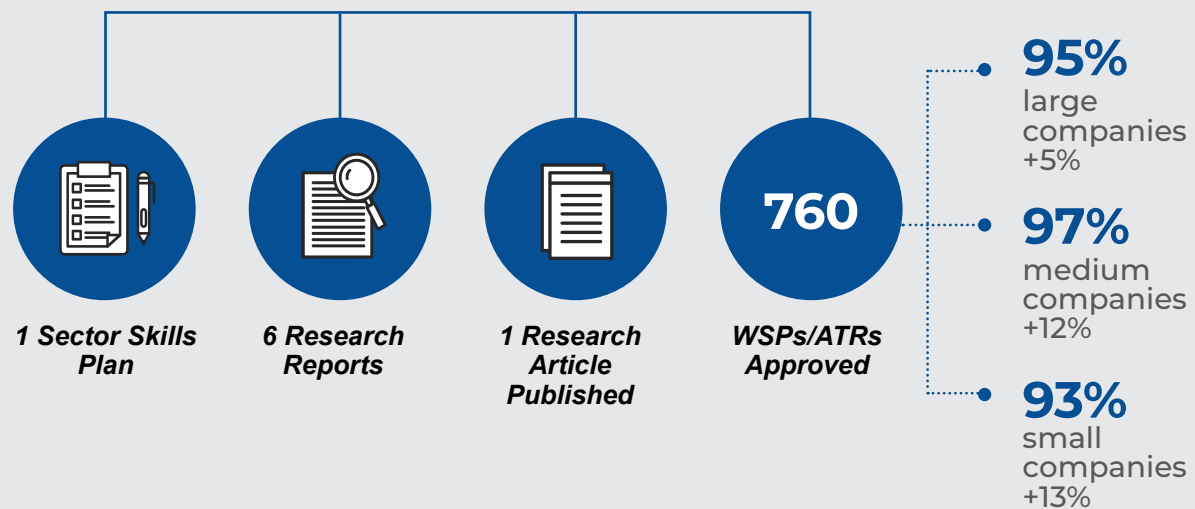 1 Sector Skills
Plan
6 Research
Reports
1 Research
Article
Published
760
WSPs/ATRs
Approved
95%
large
companies
+5%
97%
medium
companies
+12%
93%
small
companies
+13%